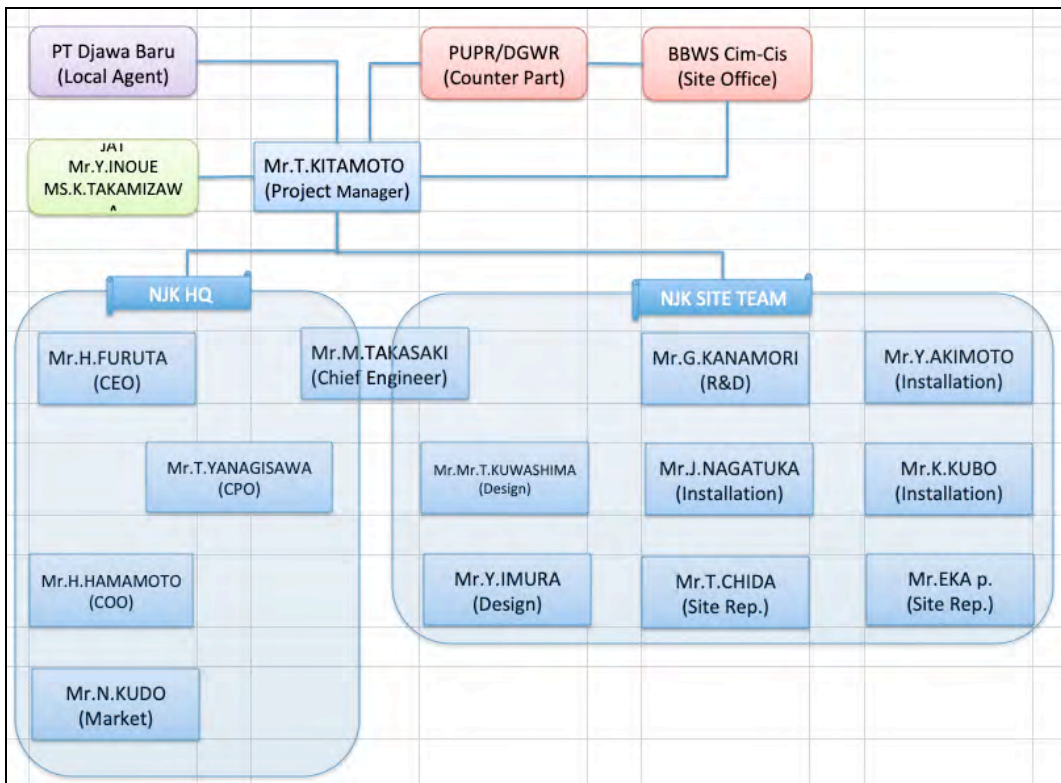 PT Djawa Baru
(Local Agent)
PUPR/DGWR
(Counter Part)
BBWS Cim-Cis
(Site Office)
Mr.Y.INOUE
MS.K.TAKAMIZAW
Mr.T.KITAMOTO
(Project Manager)
NJK HQ
NJK SITE TEAM
Mr.H.FURUTA
(CEO)
Mr.M.TAKASAKI
(Chief Engineer)
Mr.G.KANAMORI
(R&D)
Mr.Y.AKIMOTO
(Installation)
Mr.T.YANAGISAWA
(CPO)
Mr.Mr.T.KUWASHIMA
(Design)
Mr.J.NAGATUKA
(Installation)
Mr.K.KUBO
(Installation)
Mr.H.HAMAMOTO
(COO)
Mr.Y.IMURA
(Design)
Mr.T.CHIDA
(Site Rep.)
Mr.EKA p.
(Site Rep.)
Mr.N.KUDO
(Market)